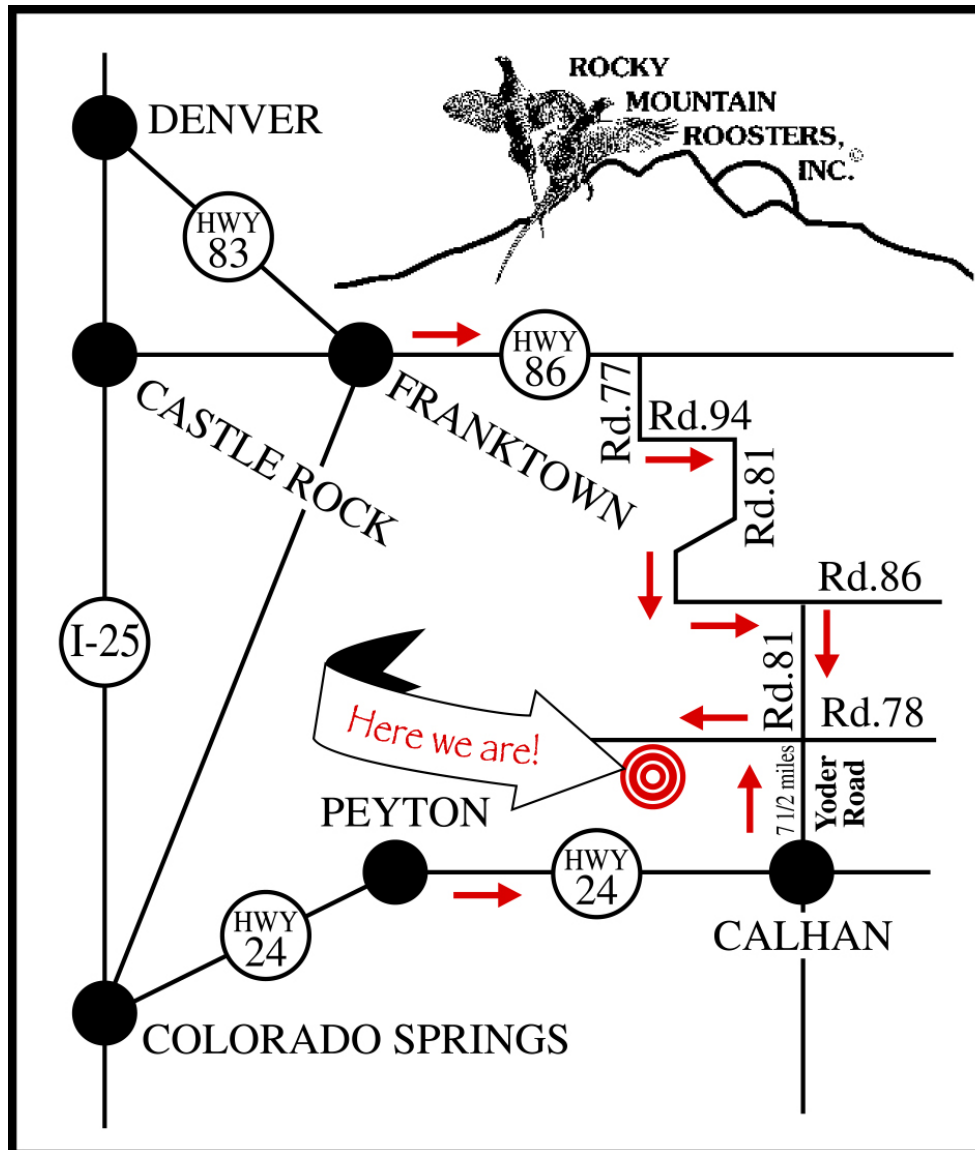 ROCKY
MOUNTAIN
ROOSTERS,
INC.©
DENVER
HWY
83
HWY
86
CASTLE ROCK
FRANKTOWN
Rd.77
Rd.94
Rd.81
Rd.86
I-25
Rd.81
Rd.78
Here we are!
7 1/2 miles
Yoder
Road
PEYTON
HWY
24
HWY
24
CALHAN
COLORADO SPRINGS